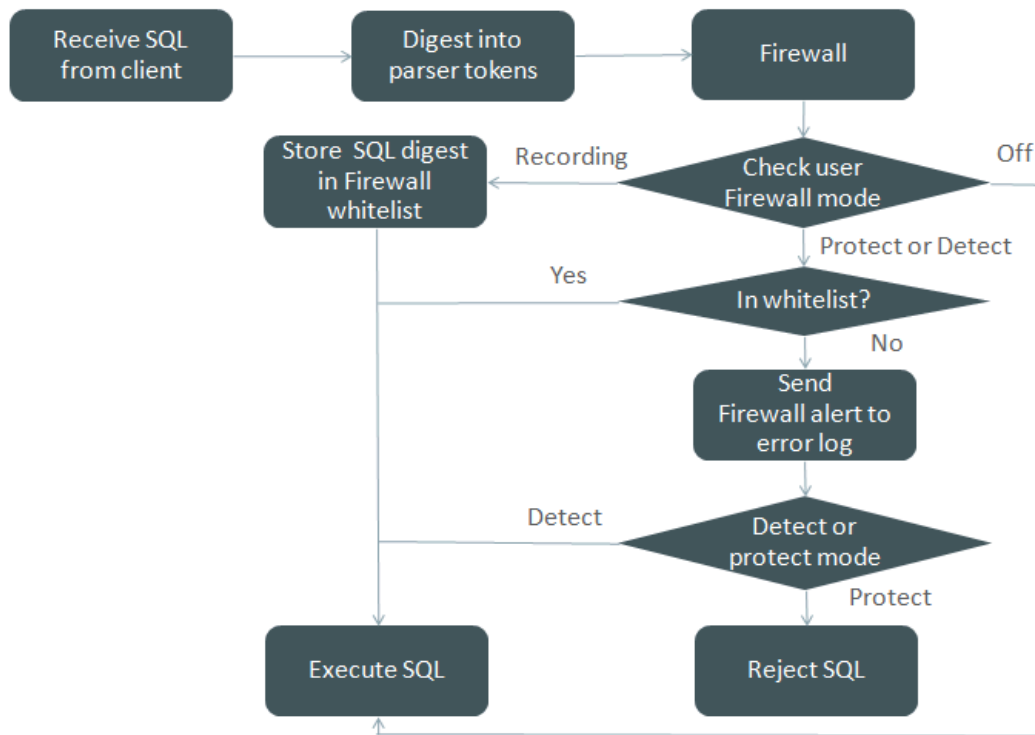 Receive SQL
from client
Digest into
parser tokens
Firewall
Store  SQL digest
in Firewall
whitelist
Recording
Check user
Firewall mode
Off
Protect or Detect
Yes
In whitelist?
No
Send
Firewall alert to
error log
Detect
Detect or
protect mode
Protect
Execute SQL
Reject SQL